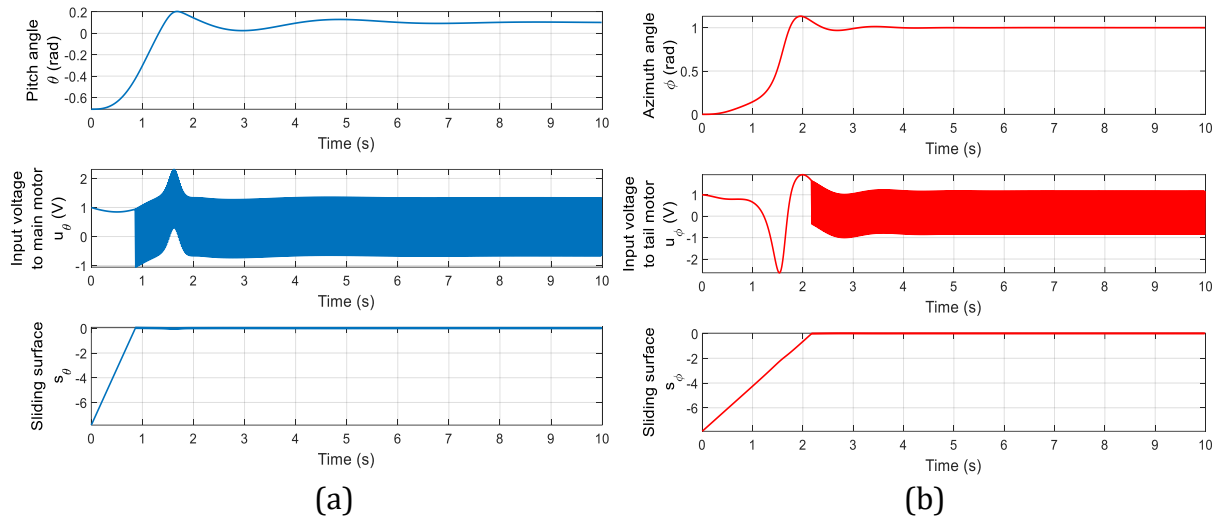 Pitch angle
θ (rad)
0.2
0
-0.2
-0.4
-0.6
0 1 2 3 4 5 6 7 8 9 10
Time (s)
Input voltage
to main motor
u_θ (V)
2
1
0
-1
0 1 2 3 4 5 6 7 8 9 10
Time (s)
Sliding surface
s_θ
0
-2
-4
-6
0 1 2 3 4 5 6 7 8 9 10
Time (s)
(a)
Azimuth angle
ϕ (rad)
1
0.5
0
0 1 2 3 4 5 6 7 8 9 10
Time (s)
Input voltage
to tail motor
u_ϕ (V)
1
0
-1
-2
0 1 2 3 4 5 6 7 8 9 10
Time (s)
Sliding surface
s_ϕ
0
-2
-4
-6
0 1 2 3 4 5 6 7 8 9 10
Time (s)
(b)